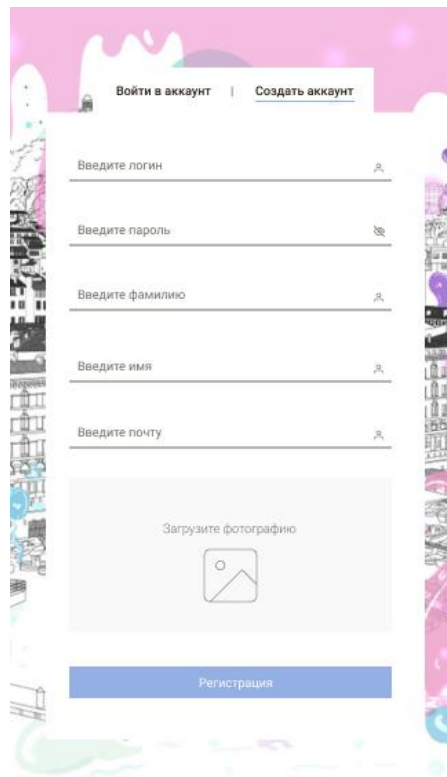 Войти в аккаунт | Создать аккаунт
Введите логин
Введите пароль
Введите фамилию
Введите имя
Введите почту
Загрузите фотографию
Регистрация